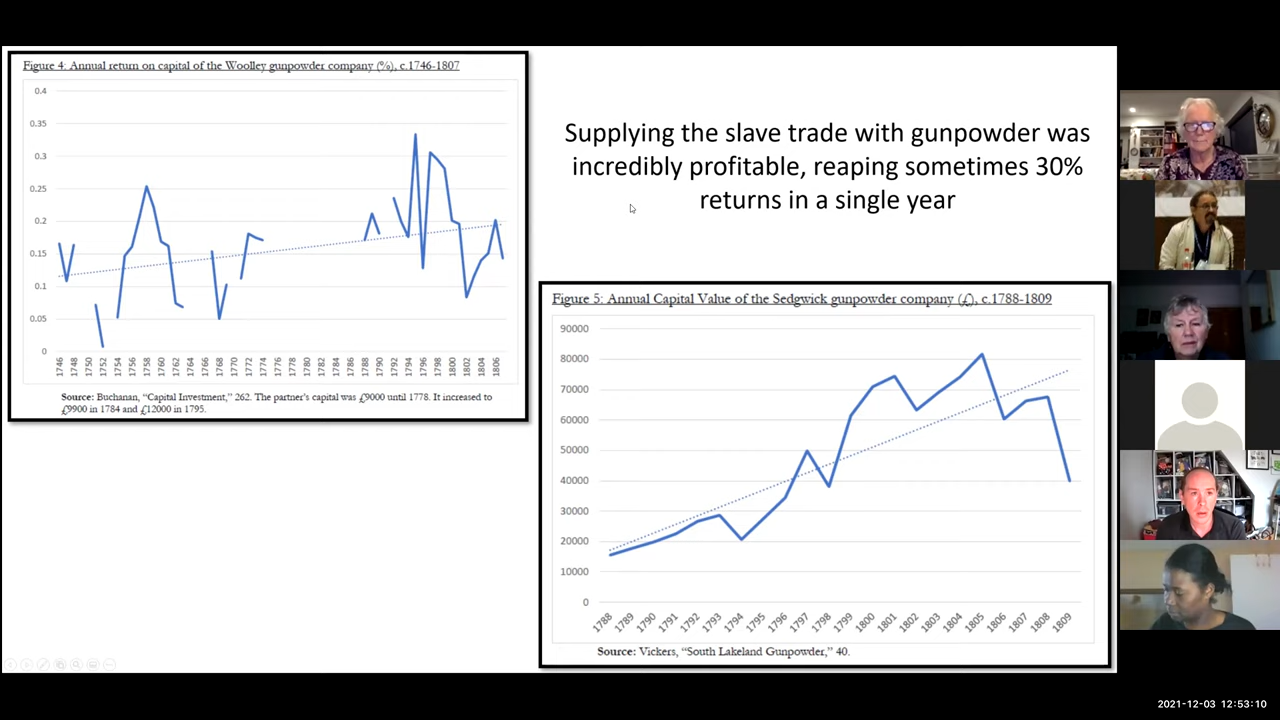 Figure 4: Annual return on capital of the Woolley gunpowder company (%), c.1746-1807
0.4
0.35
0.3
0.25
0.2
0.15
0.1
0.05
0
1746 1748 1750 1752 1754 1756 1758 1760 1762 1764 1766 1768 1770 1772 1774 1776 1778 1780 1782 1784 1786 1788 1790 1792 1794 1796 1798 1800 1802 1804 1806
Source: Buchanan, “Capital Investment,” 262. The partner's capital was £9000 until 1778. It increased to
£9900 in 1784 and £12000 in 1795.
Supplying the slave trade with gunpowder was
incredibly profitable, reaping sometimes 30%
returns in a single year
Figure 5: Annual Capital Value of the Sedgwick gunpowder company (£), c.1788-1809
90000
80000
70000
60000
50000
40000
30000
20000
10000
0
1788 1789 1790 1791 1792 1793 1794 1795 1796 1797 1798 1799 1800 1801 1802 1803 1804 1805 1806 1807 1808 1809
Source: Vickers, “South Lakeland Gunpowder,” 40.
2021-12-03 12:53:10